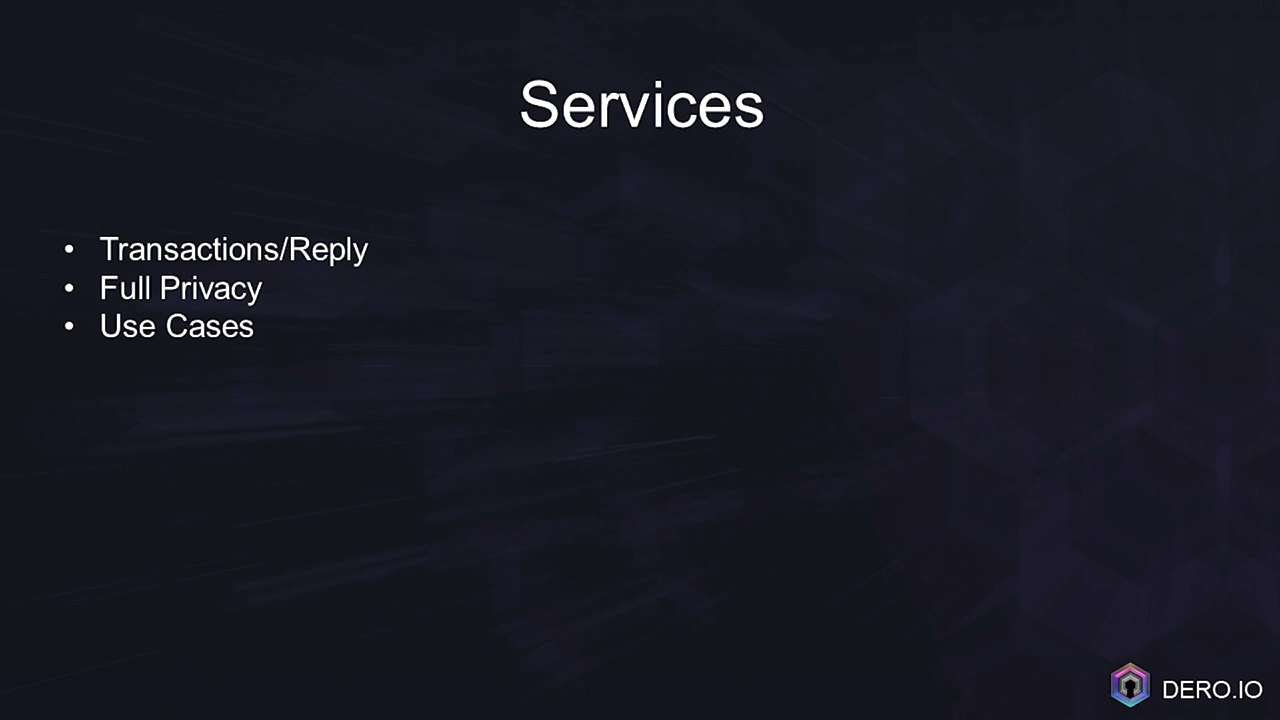 Services
• Transactions/Reply
• Full Privacy
• Use Cases
DERO.IO